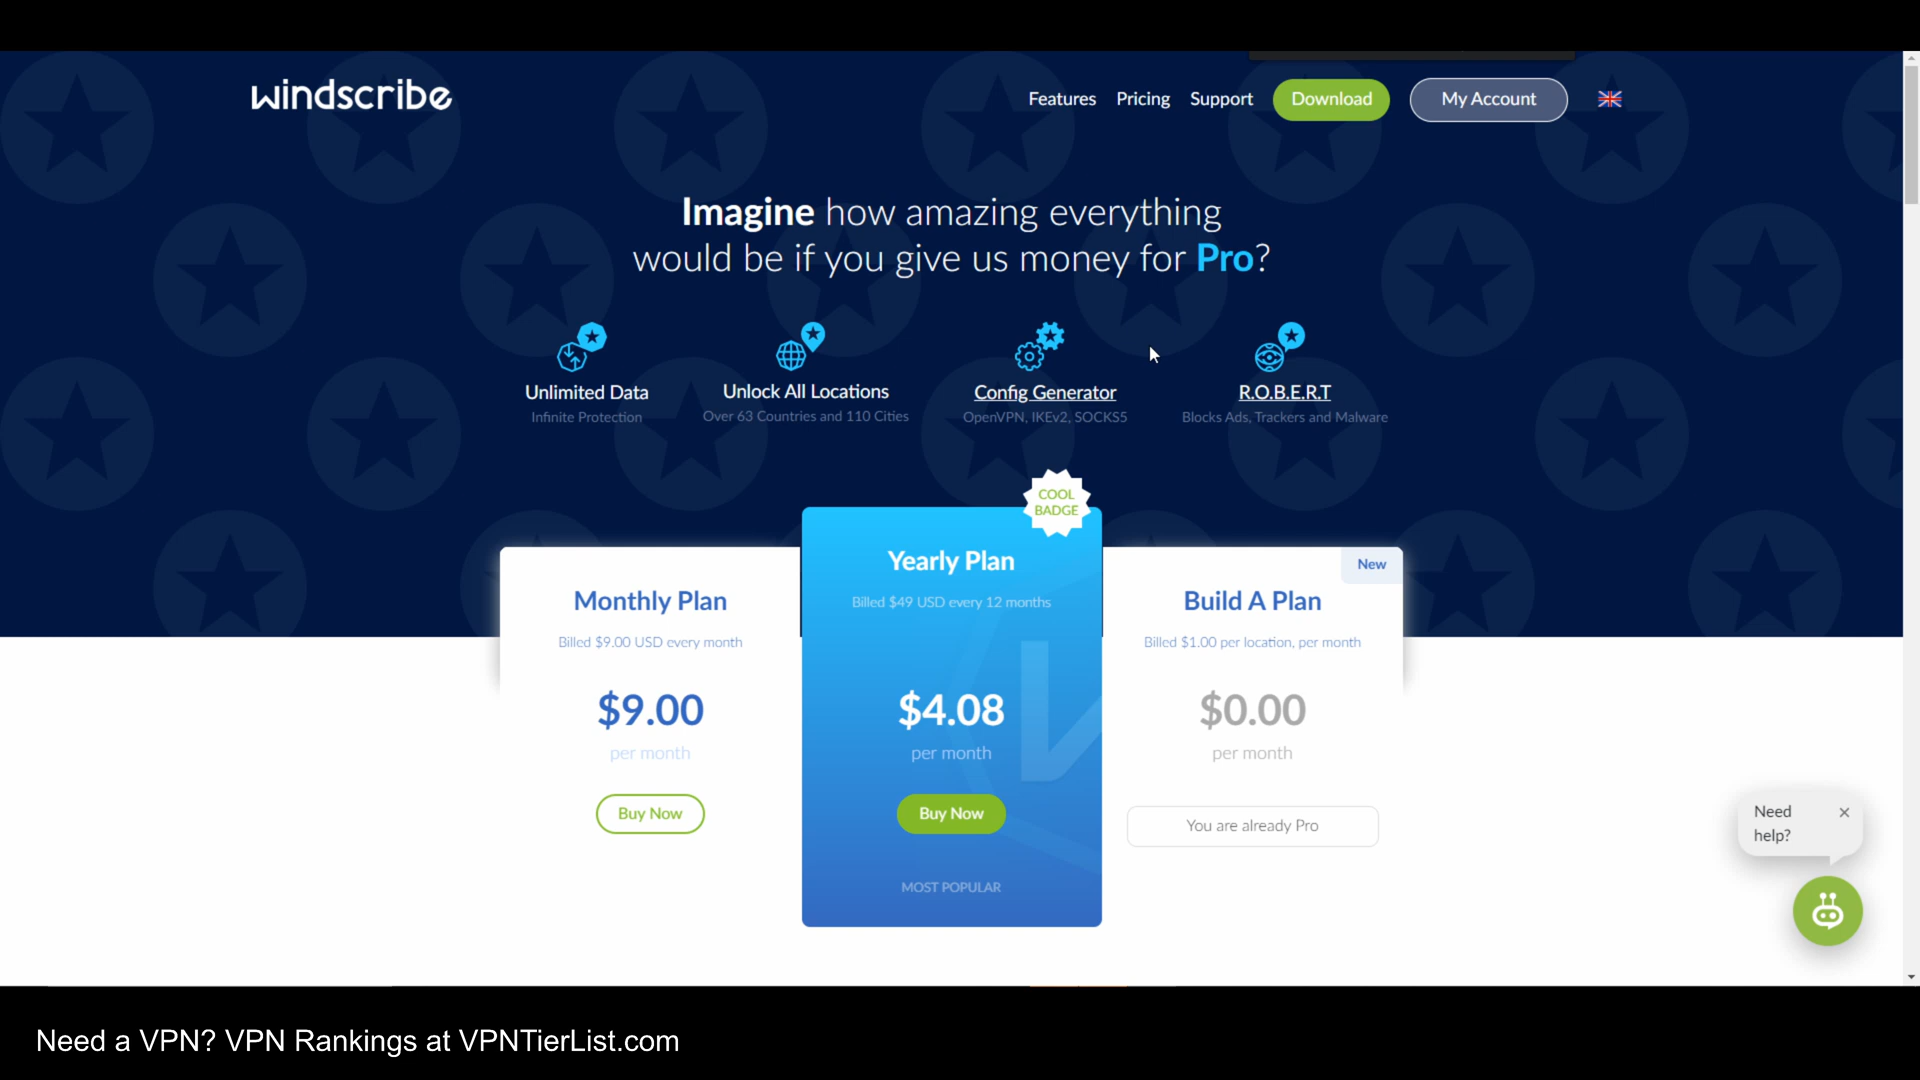 windscribe
Features Pricing Support Download My Account
Imagine how amazing everything
would be if you give us money for Pro?
Unlimited Data
Infinite Protection
Unlock All Locations
Over 63 Countries and 110 Cities
Config Generator
OpenVPN, IKEv2, SOCKS5
R.O.B.E.R.T
Blocks Ads, Trackers and Malware
Monthly Plan
Billed $9.00 USD every month
$9.00
per month
Buy Now
COOL
BADGE
Yearly Plan
Billed $49 USD every 12 months
$4.08
per month
Buy Now
MOST POPULAR
New
Build A Plan
Billed $1.00 per location, per month
$0.00
per month
You are already Pro
Need
help?
Need a VPN? VPN Rankings at VPNTierList.com